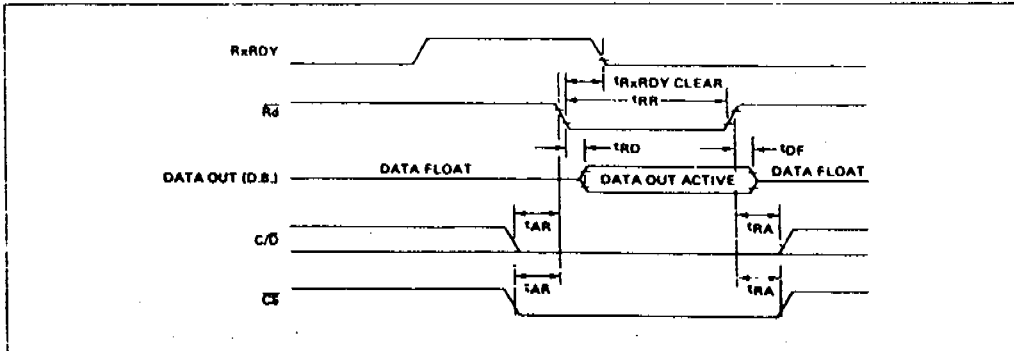 RxRDY
tRxRDY CLEAR
tRR
Rd
tRD
tDF
DATA OUT (D.B.)
DATA FLOAT
DATA OUT ACTIVE
DATA FLOAT
tAR
tRA
C/D
tAR
tRA
CS